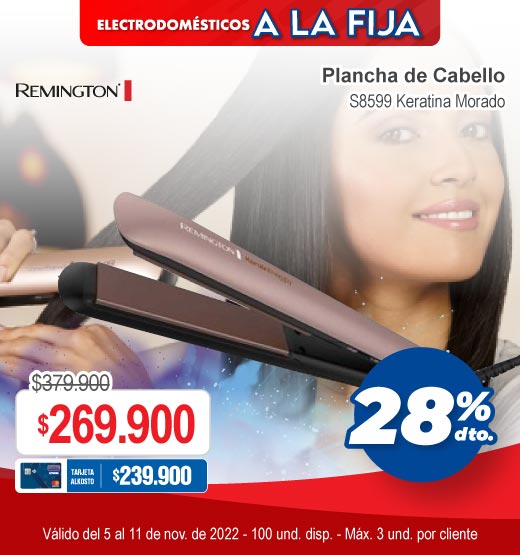 ELECTRODOMÉSTICOS A LA FIJA
Plancha de Cabello
S8599 Keratina Morado
REMINGTON
REMINGTON
$379.900
$269.900
28% dto.
TARJETA
ALKOSTO
$239.900
Válido del 5 al 11 de nov. de 2022 - 100 und. disp. - Máx. 3 und. por cliente